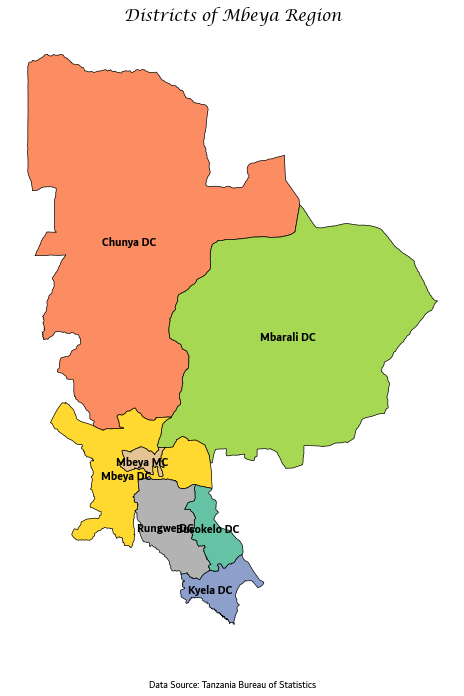 Districts of Mbeya Region
Chunya DC
Mbarali DC
Mbeya MC
Mbeya DC
Rungwe DC
Busokelo DC
Kyela DC
Data Source: Tanzania Bureau of Statistics